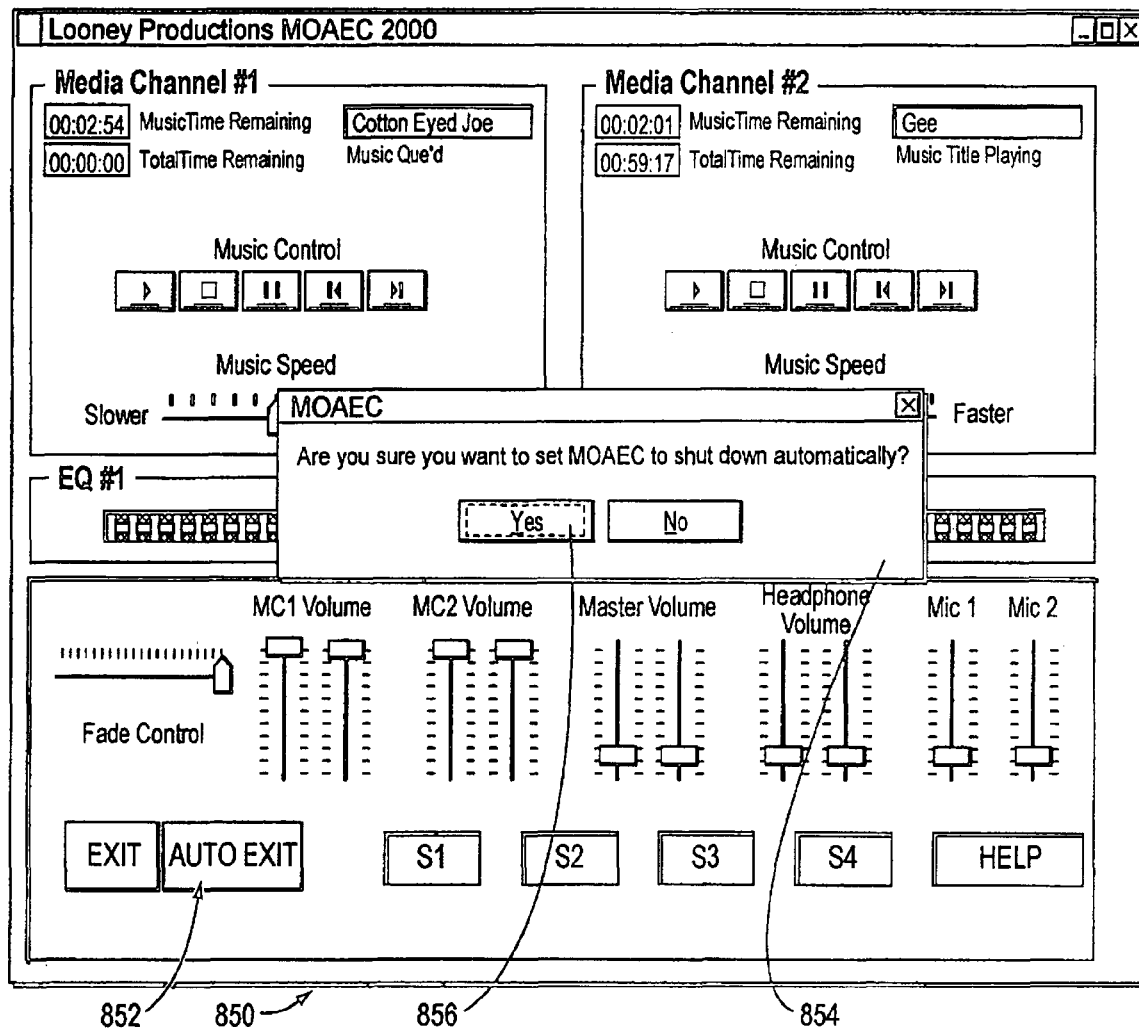 Looney Productions MOAEC 2000
Media Channel #1
00:02:54 MusicTime Remaining
Cotton Eyed Joe
00:00:00 TotalTime Remaining
Music Que'd
Music Control
Music Speed
Slower
Media Channel #2
00:02:01 MusicTime Remaining
Gee
00:59:17 TotalTime Remaining
Music Title Playing
Music Control
Music Speed
Faster
MOAEC
Are you sure you want to set MOAEC to shut down automatically?
Yes No
EQ #1
Fade Control
MC1 Volume
MC2 Volume
Master Volume
Headphone
Volume
Mic 1
Mic 2
EXIT AUTO EXIT S1 S2 S3 S4 HELP
852 850 856 854